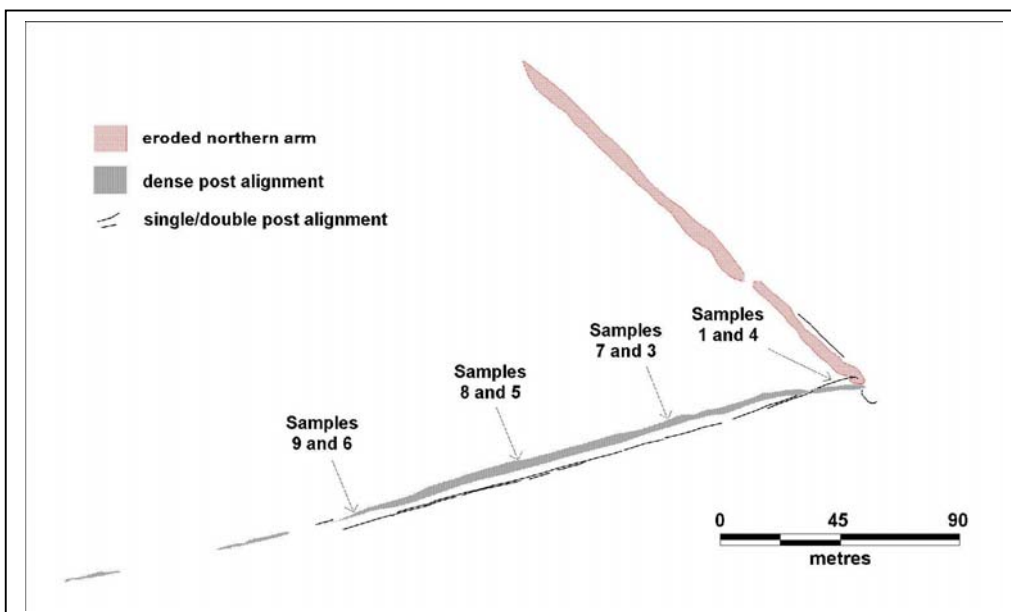 eroded northern arm
dense post alignment
single/double post alignment
Samples
1 and 4
Samples
7 and 3
Samples
8 and 5
Samples
9 and 6
0 45 90
metres